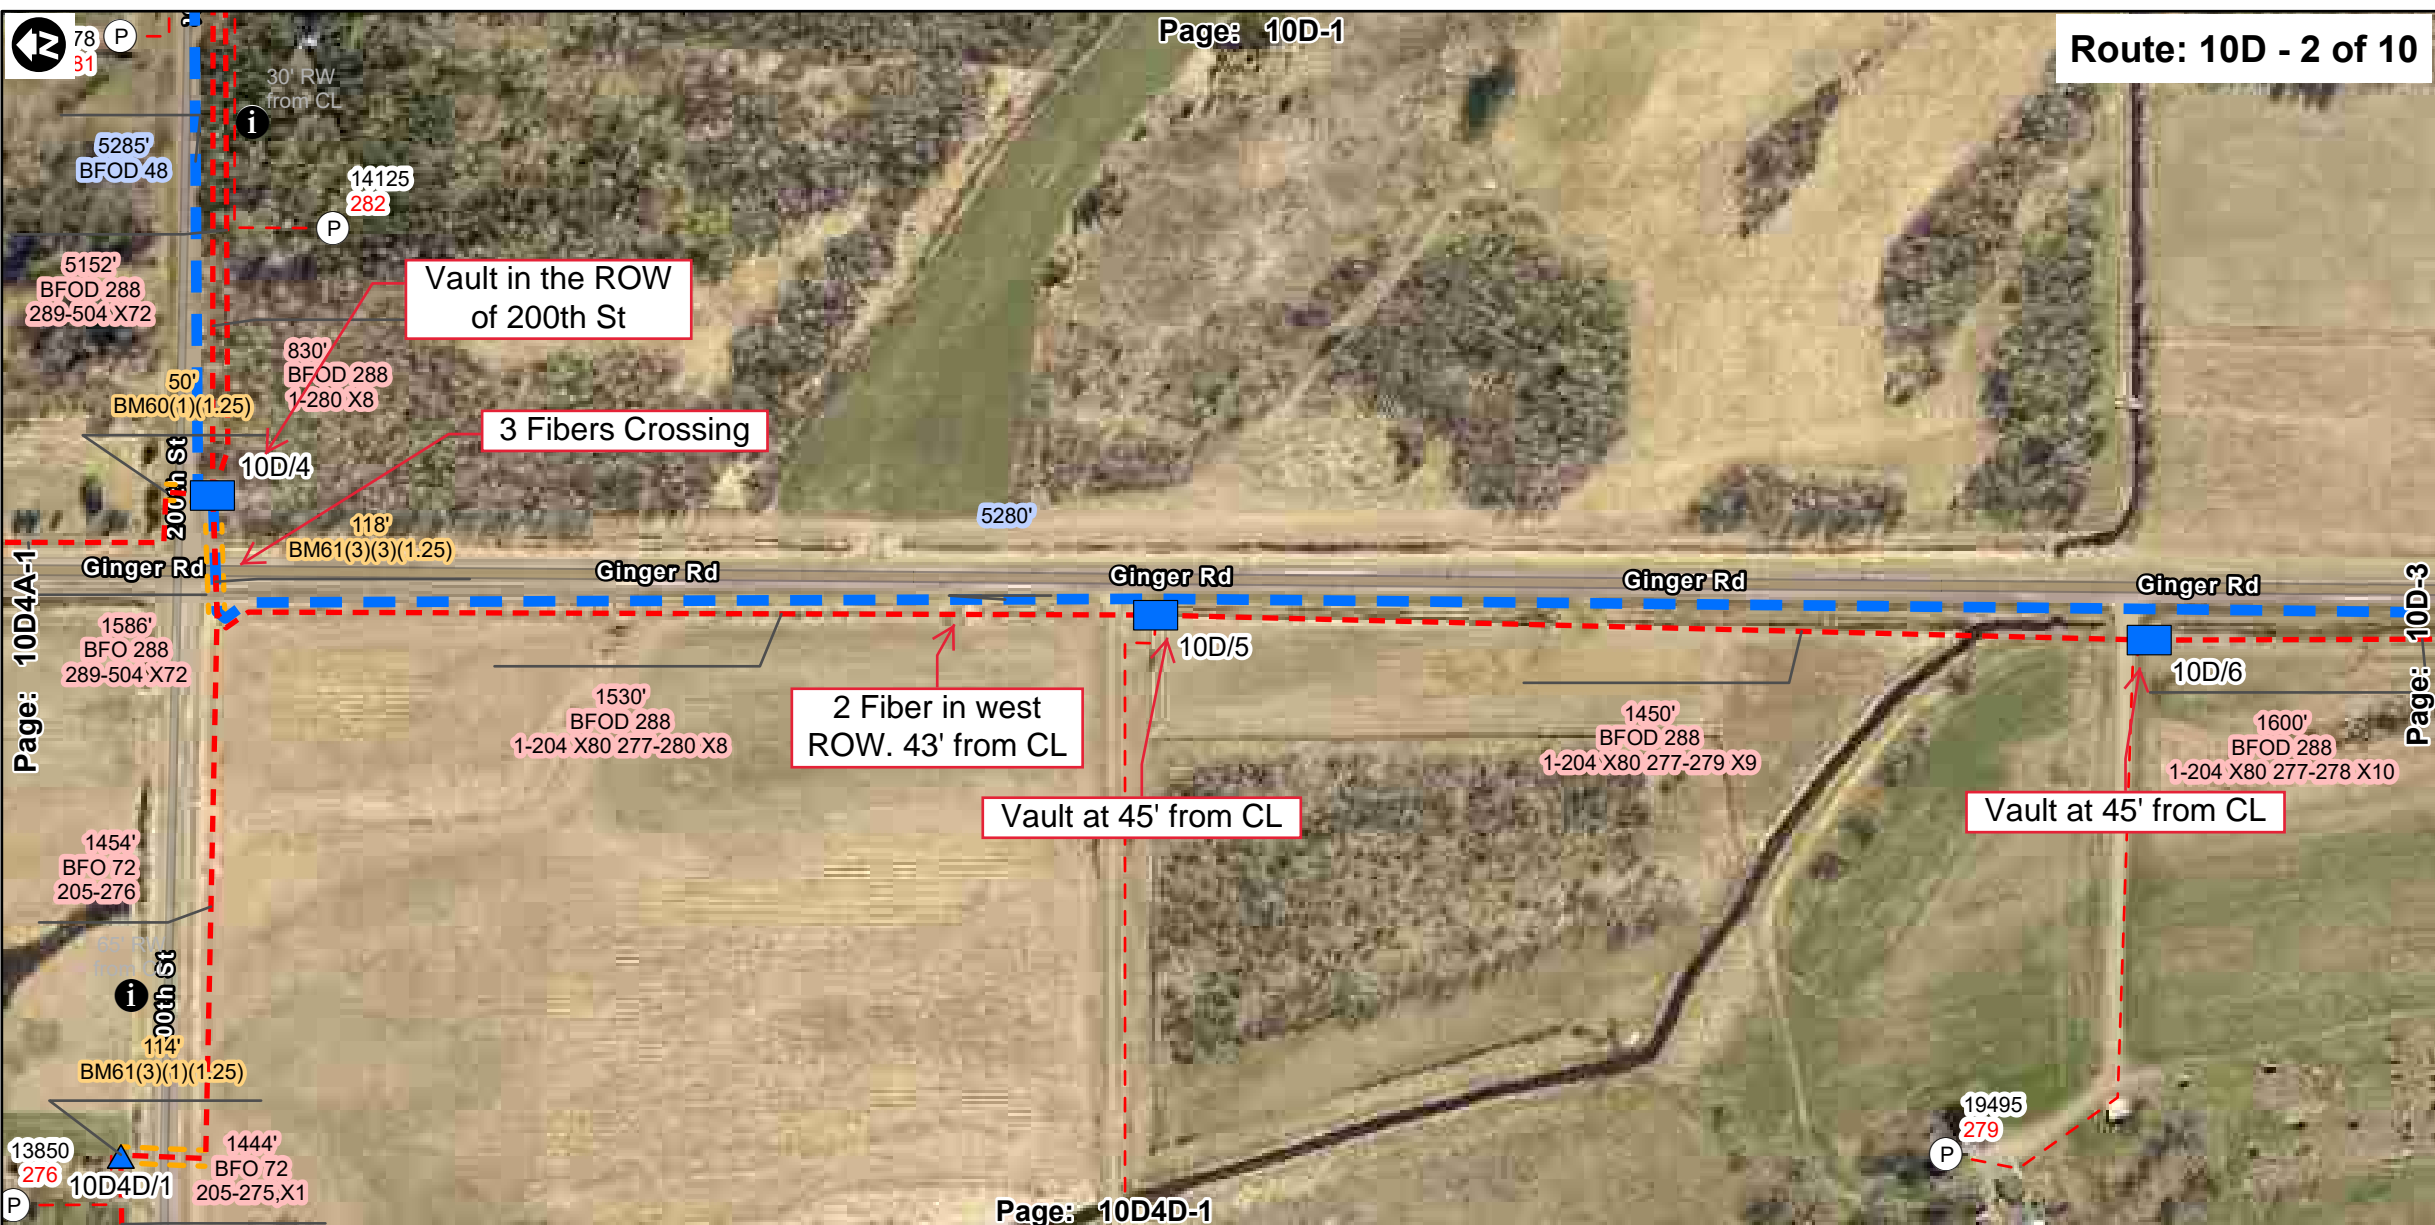 Page: 10D-1
Route: 10D - 2 of 10
N
78
81
P
30' RW
from CL
i
5285'
BFOD 48
14125
282
P
5152'
BFOD 288
289-504 X72
Vault in the ROW
of 200th St
830'
BFOD 288
1-280 X8
50'
BM60(1)(1.25)
3 Fibers Crossing
200th St
10D/4
118'
BM61(3)(3)(1.25)
5280'
Ginger Rd
Ginger Rd
Ginger Rd
Ginger Rd
Ginger Rd
Page: 10D4A-1
Page: 10D-3
1586'
BFO 288
289-504 X72
10D/5
10D/6
1530'
BFOD 288
1-204 X80 277-280 X8
2 Fiber in west
ROW. 43' from CL
1450'
BFOD 288
1-204 X80 277-279 X9
1600'
BFOD 288
1-204 X80 277-278 X10
Vault at 45' from CL
Vault at 45' from CL
1454'
BFO 72
205-276
i
00th St
114'
BM61(3)(1)(1.25)
13850
276
P
10D4D/1
1444'
BFO 72
205-275,X1
19495
279
P
Page: 10D4D-1